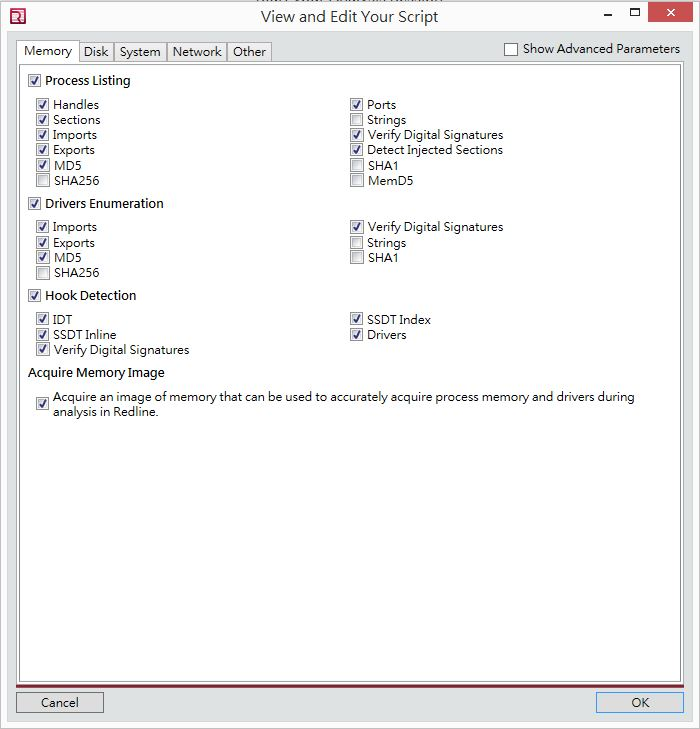 View and Edit Your Script
Memory Disk System Network Other
Show Advanced Parameters
Process Listing
Handles Ports
Sections Strings
Imports Verify Digital Signatures
Exports Detect Injected Sections
MD5 SHA1
SHA256 MemD5
Drivers Enumeration
Imports Verify Digital Signatures
Exports Strings
MD5 SHA1
SHA256
Hook Detection
IDT SSDT Index
SSDT Inline Drivers
Verify Digital Signatures
Acquire Memory Image
Acquire an image of memory that can be used to accurately acquire process memory and drivers during
analysis in Redline.
Cancel OK